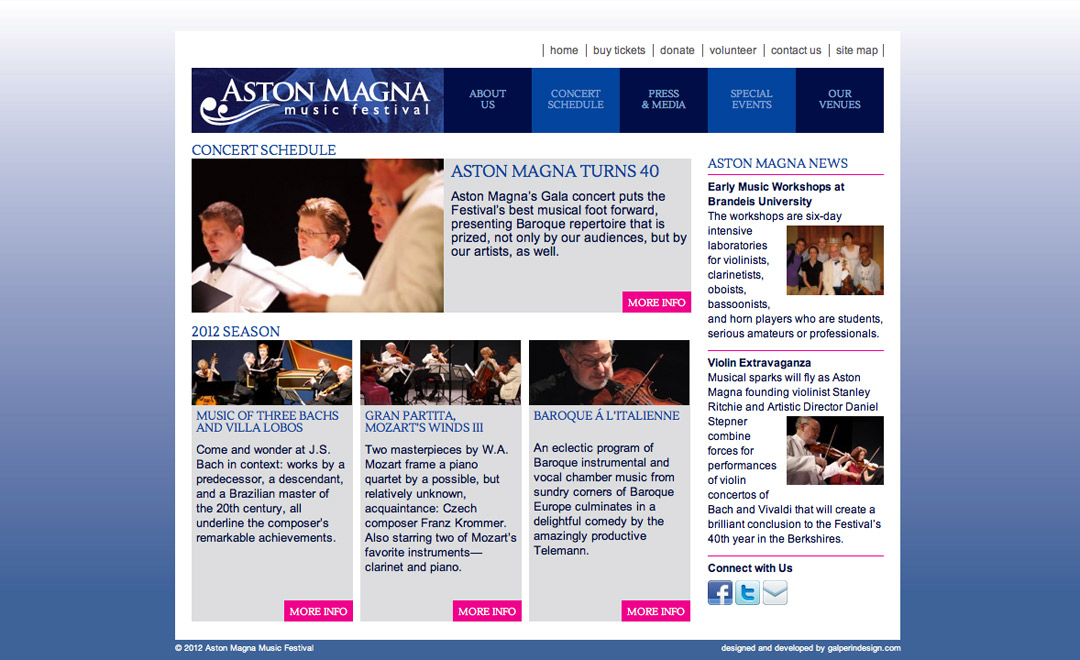 home
buy tickets
donate
volunteer
contact us
site map
ASTON MAGNA
music festival
ABOUT
US
CONCERT
SCHEDULE
PRESS
& MEDIA
SPECIAL
EVENTS
OUR
VENUES
CONCERT SCHEDULE
ASTON MAGNA TURNS 40
Aston Magna's Gala concert puts the
Festival's best musical foot forward,
presenting Baroque repertoire that is
prized, not only by our audiences, but by
our artists, as well.
MORE INFO
2012 SEASON
MUSIC OF THREE BACHS
AND VILLA LOBOS
Come and wonder at J.S.
Bach in context: works by a
predecessor, a descendant,
and a Brazilian master of
the 20th century, all
underline the composer's
remarkable achievements.
MORE INFO
GRAN PARTITA,
MOZART'S WINDS III
Two masterpieces by W.A.
Mozart frame a piano
quartet by a possible, but
relatively unknown,
acquaintance: Czech
composer Franz Krommer.
Also starring two of Mozart's
favorite instruments—
clarinet and piano.
MORE INFO
BAROQUE Á L'ITALIENNE
An eclectic program of
Baroque instrumental and
vocal chamber music from
sundry corners of Baroque
Europe culminates in a
delightful comedy by the
amazingly productive
Telemann.
MORE INFO
ASTON MAGNA NEWS
Early Music Workshops at
Brandeis University
The workshops are six-day
intensive
laboratories
for violinists,
clarinetists,
oboists,
bassoonists,
and horn players who are students,
serious amateurs or professionals.
Violin Extravaganza
Musical sparks will fly as Aston
Magna founding violinist Stanley
Ritchie and Artistic Director Daniel
Stepner
combine
forces for
performances
of violin
concertos of
Bach and Vivaldi that will create a
brilliant conclusion to the Festival's
40th year in the Berkshires.
Connect with Us
© 2012 Aston Magna Music Festival
designed and developed by galperindesign.com